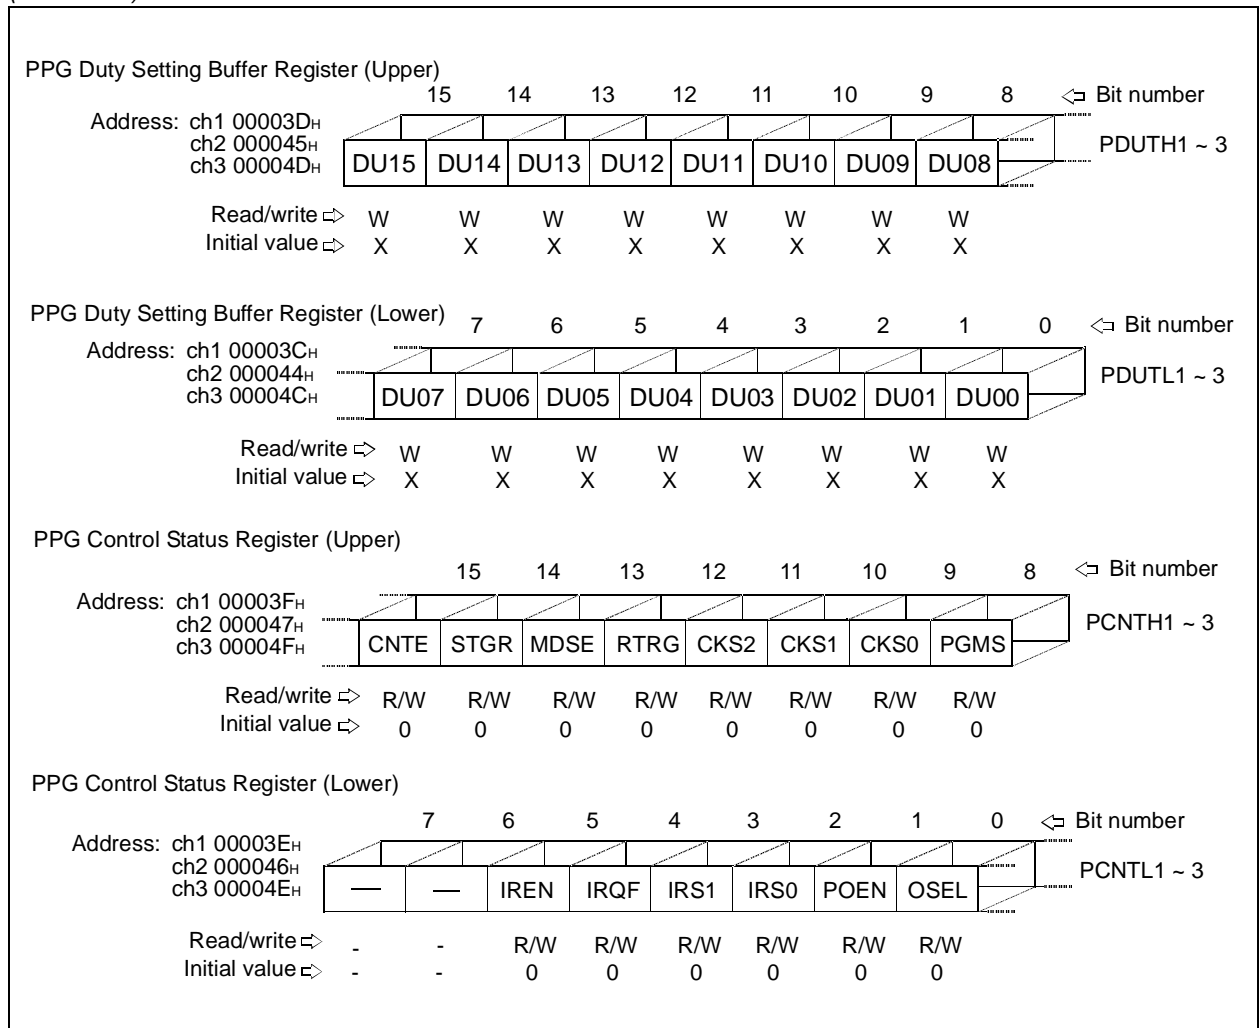 PPG Duty Setting Buffer Register (Upper)
15 14 13 12 11 10 9 8 ⇦ Bit number
Address: ch1 00003DH
ch2 000045H
ch3 00004DH
DU15 DU14 DU13 DU12 DU11 DU10 DU09 DU08
PDUTH1 ~ 3
Read/write ⇨ W W W W W W W W
Initial value ⇨ X X X X X X X X
PPG Duty Setting Buffer Register (Lower)
7 6 5 4 3 2 1 0 ⇦ Bit number
Address: ch1 00003CH
ch2 000044H
ch3 00004CH
DU07 DU06 DU05 DU04 DU03 DU02 DU01 DU00
PDUTL1 ~ 3
Read/write ⇨ W W W W W W W W
Initial value ⇨ X X X X X X X X
PPG Control Status Register (Upper)
15 14 13 12 11 10 9 8 ⇦ Bit number
Address: ch1 00003FH
ch2 000047H
ch3 00004FH
CNTE STGR MDSE RTRG CKS2 CKS1 CKS0 PGMS
PCNTH1 ~ 3
Read/write ⇨ R/W R/W R/W R/W R/W R/W R/W R/W
Initial value ⇨ 0 0 0 0 0 0 0 0
PPG Control Status Register (Lower)
7 6 5 4 3 2 1 0 ⇦ Bit number
Address: ch1 00003EH
ch2 000046H
ch3 00004EH
— — IREN IRQF IRS1 IRS0 POEN OSEL
PCNTL1 ~ 3
Read/write ⇨ - - R/W R/W R/W R/W R/W R/W
Initial value ⇨ - - 0 0 0 0 0 0